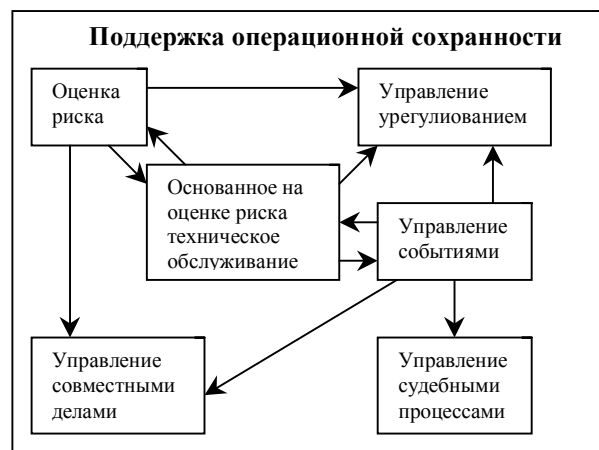 Поддержка операционной сохранности
Оценка
риска
Управление
урегулиованием
Основанное на
оценке риска
техническое
обслуживание
Управление
событиями
Управление
совместными
делами
Управление
судебными
процессами